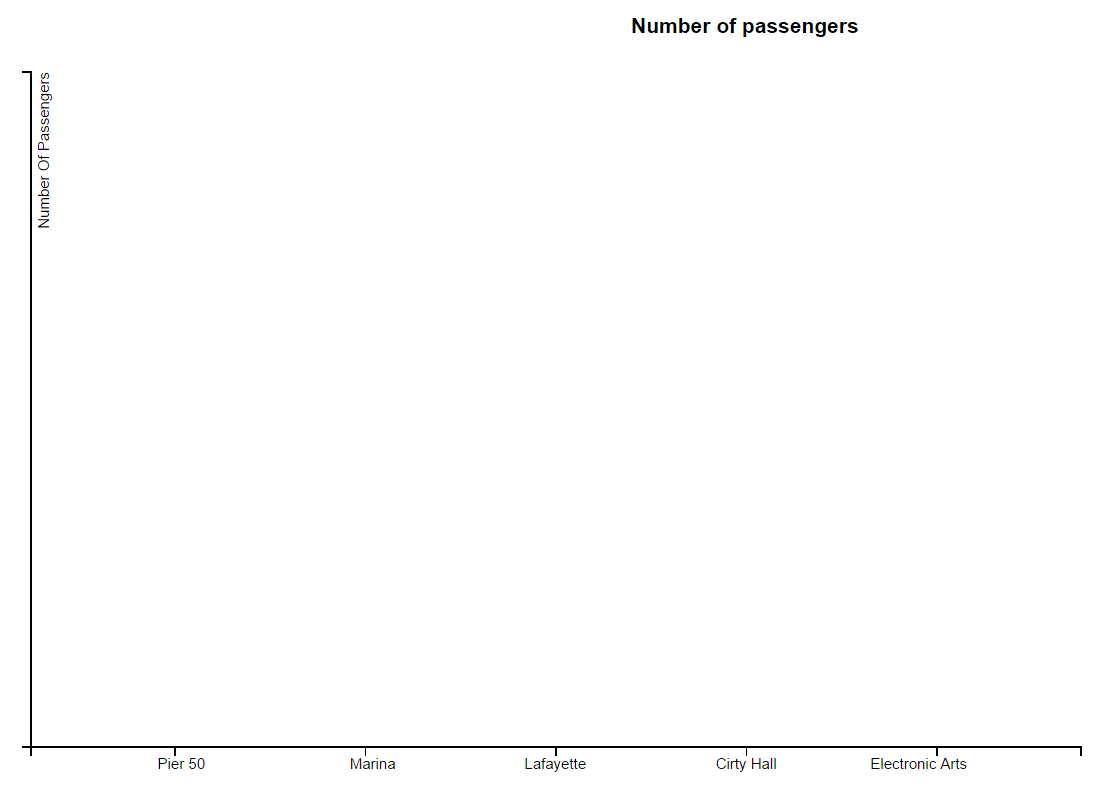 Number of passengers
Number Of Passengers
Pier 50
Marina
Lafayette
Cirty Hall
Electronic Arts